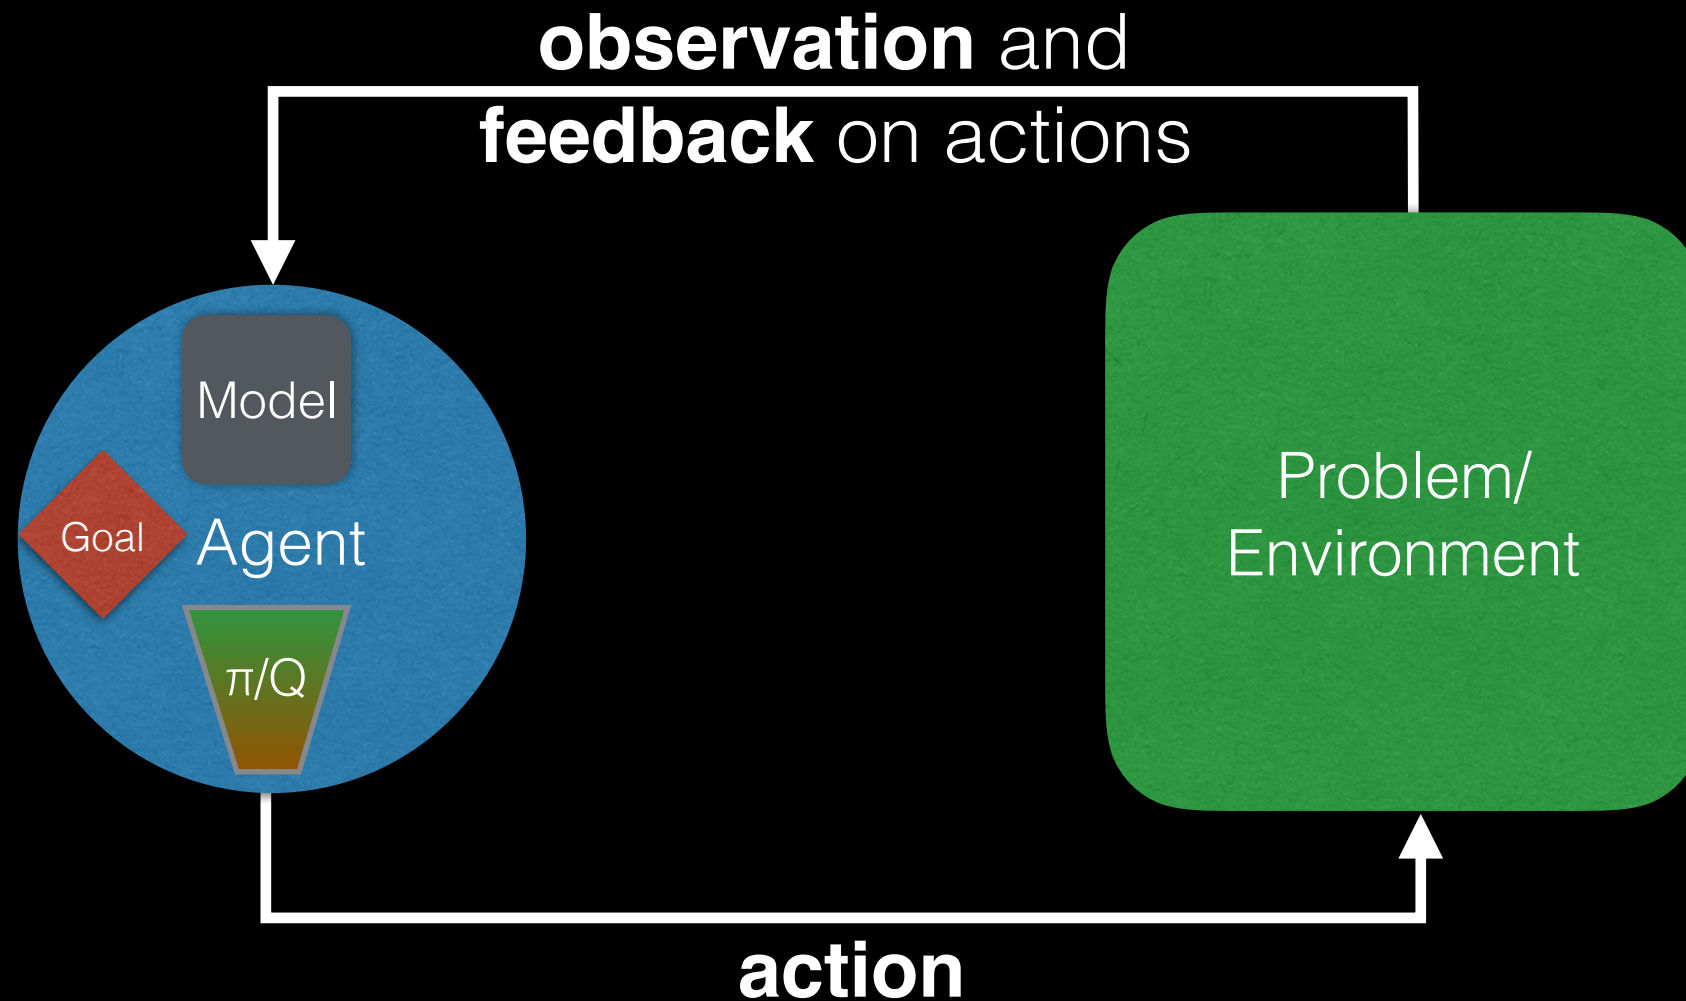 observation and
feedback on actions
Model
Goal
Agent
π/Q
Problem/
Environment
action